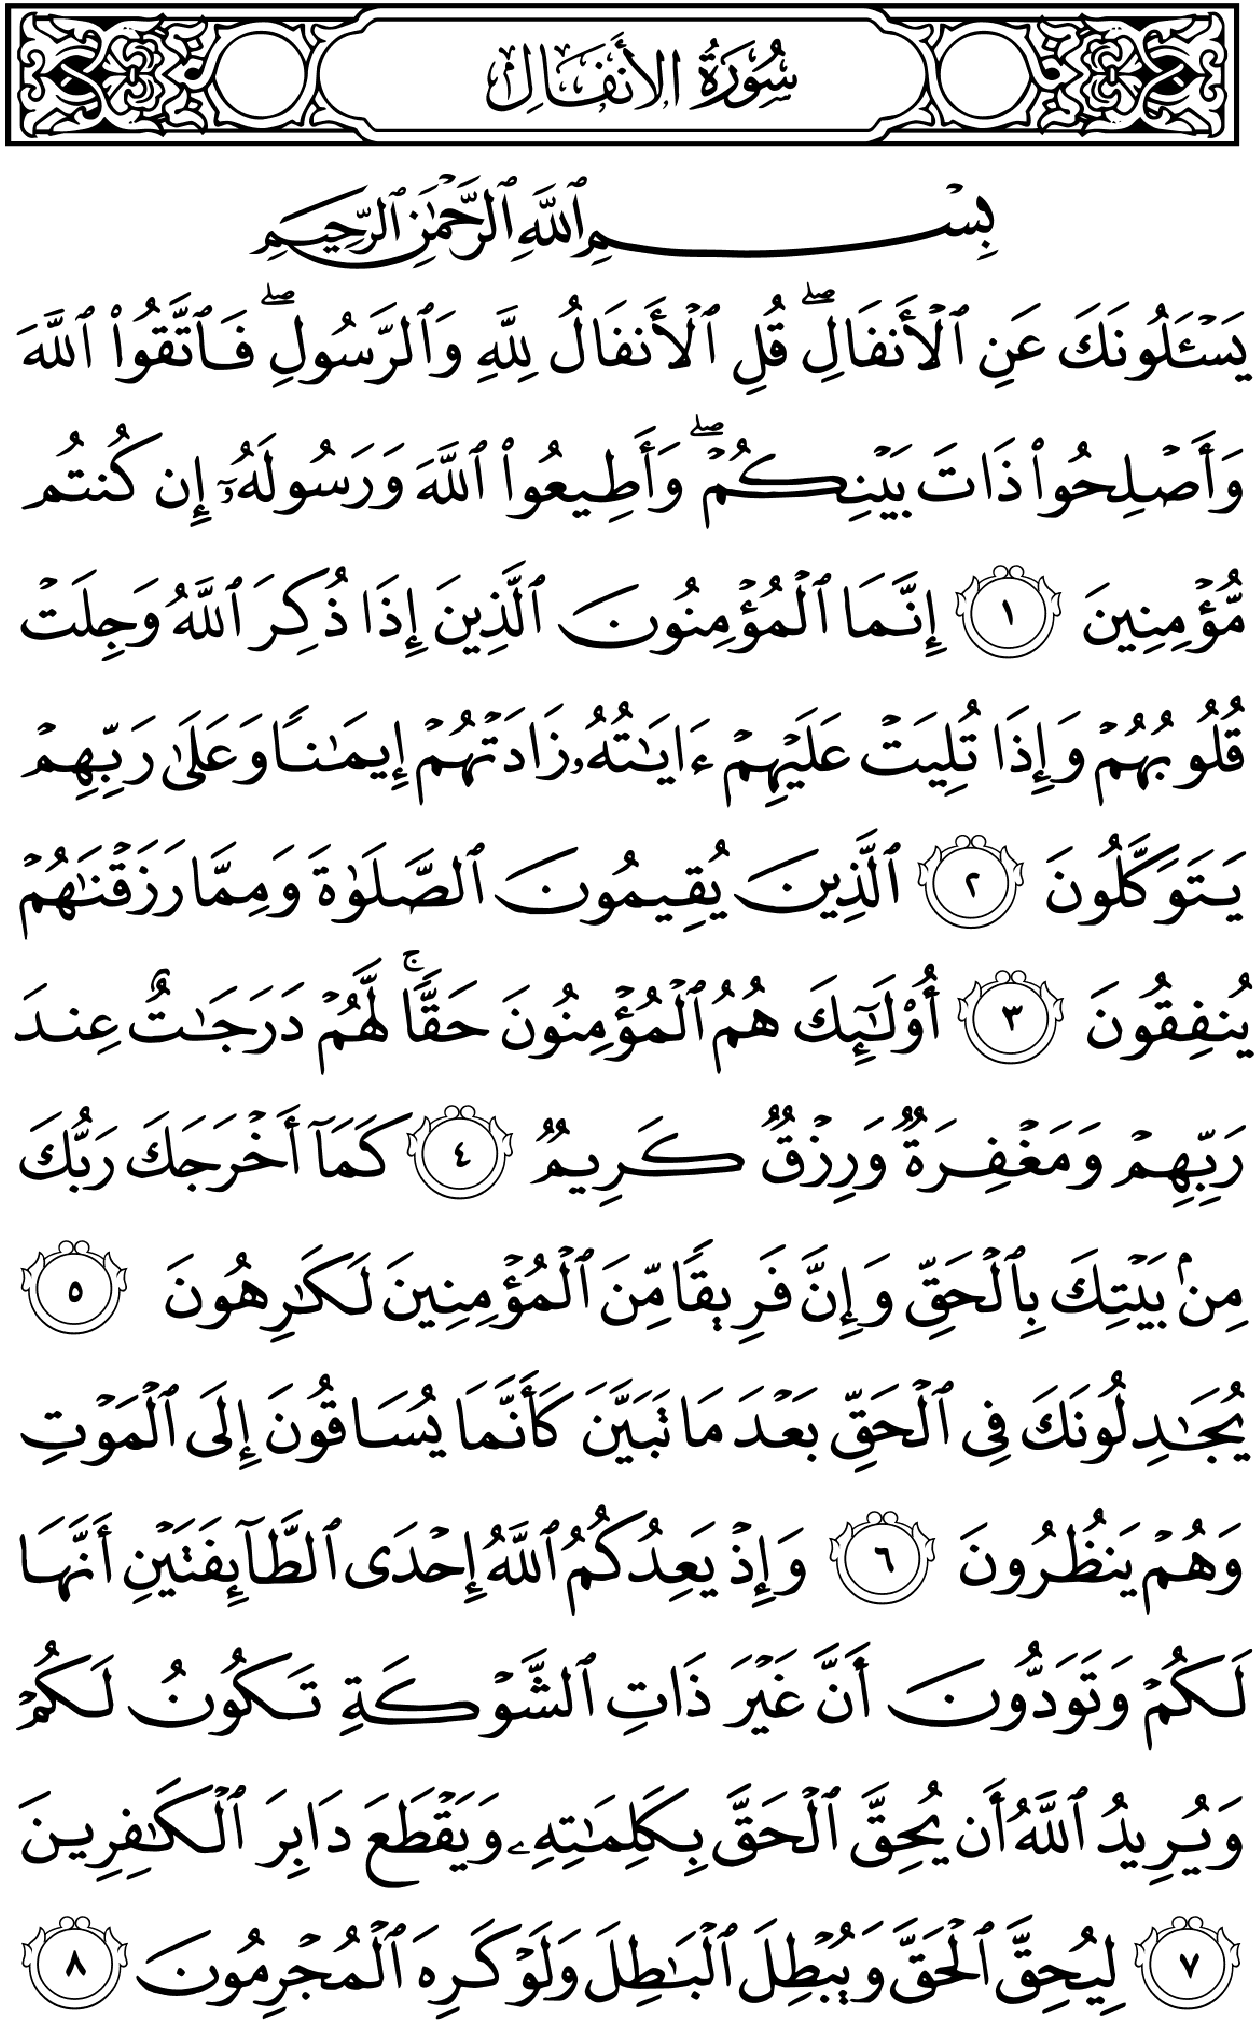 سُورَةُ الأَنفَالِ
بِسْمِ ٱللَّهِ ٱلرَّحْمَٰنِ ٱلرَّحِيمِ
يَسْـَٔلُونَكَ عَنِ ٱلْأَنفَالِ ۖ قُلِ ٱلْأَنفَالُ لِلَّهِ وَٱلرَّسُولِ ۖ فَٱتَّقُوا۟ ٱللَّهَ
وَأَصْلِحُوا۟ ذَاتَ بَيْنِكُمْ ۖ وَأَطِيعُوا۟ ٱللَّهَ وَرَسُولَهُۥٓ إِن كُنتُم
مُّؤْمِنِينَ ١ إِنَّمَا ٱلْمُؤْمِنُونَ ٱلَّذِينَ إِذَا ذُكِرَ ٱللَّهُ وَجِلَتْ
قُلُوبُهُمْ وَإِذَا تُلِيَتْ عَلَيْهِمْ ءَايَـٰتُهُۥ زَادَتْهُمْ إِيمَـٰنًا وَعَلَىٰ رَبِّهِمْ
يَتَوَكَّلُونَ ٢ ٱلَّذِينَ يُقِيمُونَ ٱلصَّلَوٰةَ وَمِمَّا رَزَقْنَـٰهُمْ
يُنفِقُونَ ٣ أُو۟لَـٰٓئِكَ هُمُ ٱلْمُؤْمِنُونَ حَقًّا ۚ لَّهُمْ دَرَجَـٰتٌ عِندَ
رَبِّهِمْ وَمَغْفِرَةٌ وَرِزْقٌ كَرِيمٌ ٤ كَمَآ أَخْرَجَكَ رَبُّكَ
مِنۢ بَيْتِكَ بِٱلْحَقِّ وَإِنَّ فَرِيقًا مِّنَ ٱلْمُؤْمِنِينَ لَكَـٰرِهُونَ ٥
يُجَـٰدِلُونَكَ فِى ٱلْحَقِّ بَعْدَ مَا تَبَيَّنَ كَأَنَّمَا يُسَاقُونَ إِلَى ٱلْمَوْتِ
وَهُمْ يَنظُرُونَ ٦ وَإِذْ يَعِدُكُمُ ٱللَّهُ إِحْدَى ٱلطَّآئِفَتَيْنِ أَنَّهَا
لَكُمْ وَتَوَدُّونَ أَنَّ غَيْرَ ذَاتِ ٱلشَّوْكَةِ تَكُونُ لَكُمْ
وَيُرِيدُ ٱللَّهُ أَن يُحِقَّ ٱلْحَقَّ بِكَلِمَـٰتِهِۦ وَيَقْطَعَ دَابِرَ ٱلْكَـٰفِرِينَ
٧ لِيُحِقَّ ٱلْحَقَّ وَيُبْطِلَ ٱلْبَـٰطِلَ وَلَوْ كَرِهَ ٱلْمُجْرِمُونَ ٨